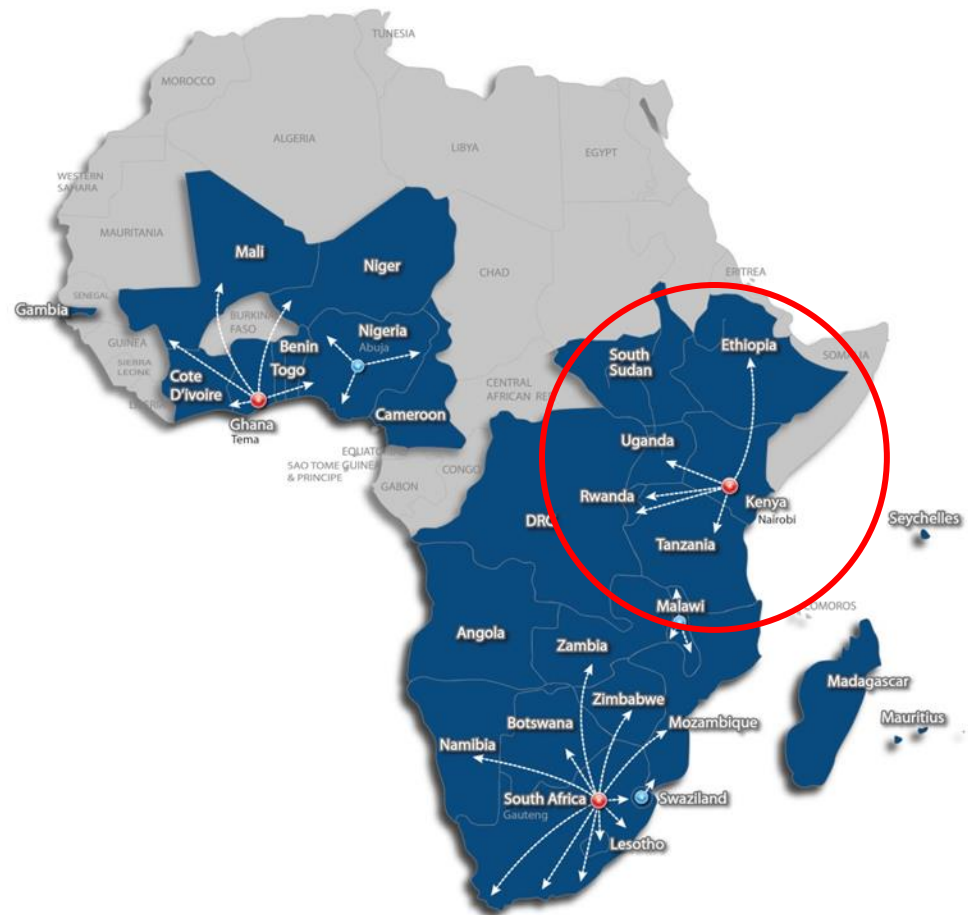 TUNISIA
MOROCCO
ALGERIA
LIBYA
EGYPT
WESTERN
SAHARA
MAURITANIA
Mali
Niger
CHAD
ERITREA
SENEGAL
Gambia
BURKINA
FASO
Nigeria
Abuja
GUINEA
Benin
Togo
SIERRA
LEONE
Cote
D'ivoire
Ghana
Tema
Cameroon
CENTRAL
AFRICAN RE
South
Sudan
Ethiopia
SOMALIA
EQUATO
SAO TOME GUINE
& PRINCIPE
GABON
CONGO
Uganda
Rwanda
DRC
Kenya
Nairobi
Tanzania
Seychelles
Malawi
COMOROS
Angola
Zambia
Madagascar
Zimbabwe
Mauritius
Botswana
Mozambique
Namibia
South Africa
Gauteng
Swaziland
Lesotho